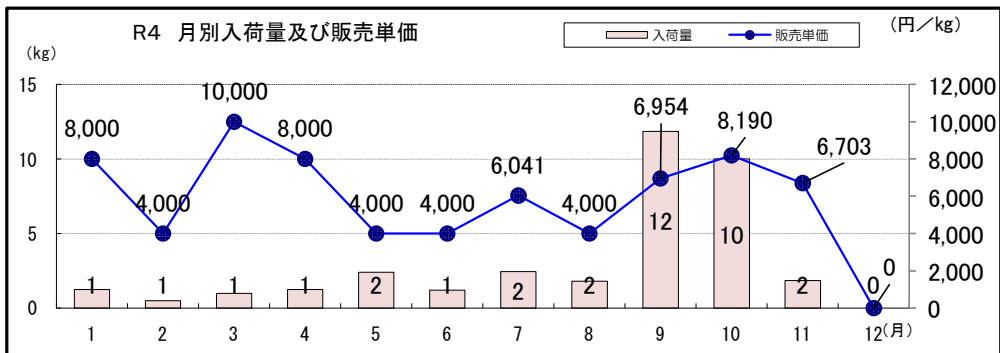 R4 月別入荷量及び販売単価
入荷量 販売単価
(円／kg)
(kg)
15 10 5 0
12,000 10,000 8,000 6,000 4,000 2,000 0
8,000 4,000 10,000 8,000 4,000 4,000 6,041 4,000 6,954 8,190 6,703 0
1 1 1 1 2 1 2 2 12 10 2 0
1 2 3 4 5 6 7 8 9 10 11 12 (月)